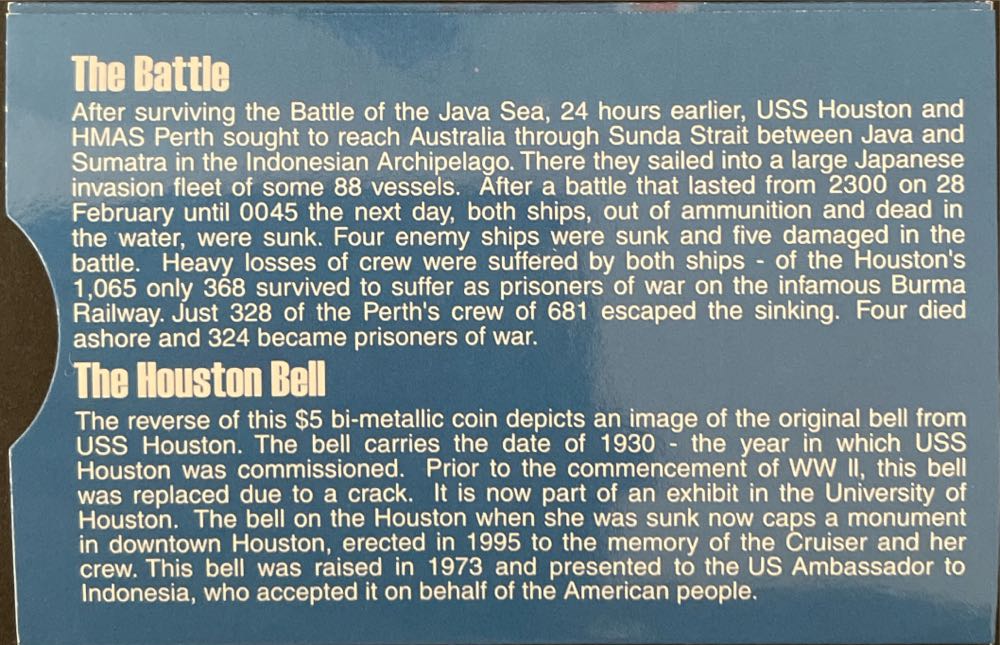 The Battle
After surviving the Battle of the Java Sea, 24 hours earlier, USS Houston and
HMAS Perth sought to reach Australia through Sunda Strait between Java and
Sumatra in the Indonesian Archipelago. There they sailed into a large Japanese
invasion fleet of some 88 vessels. After a battle that lasted from 2300 on 28
February until 0045 the next day, both ships, out of ammunition and dead in
the water, were sunk. Four enemy ships were sunk and five damaged in the
battle. Heavy losses of crew were suffered by both ships - of the Houston's
1,065 only 368 survived to suffer as prisoners of war on the infamous Burma
Railway. Just 328 of the Perth's crew of 681 escaped the sinking. Four died
ashore and 324 became prisoners of war.
The Houston Bell
The reverse of this $5 bi-metallic coin depicts an image of the original bell from
USS Houston. The bell carries the date of 1930 - the year in which USS
Houston was commissioned. Prior to the commencement of WW II, this bell
was replaced due to a crack. It is now part of an exhibit in the University of
Houston. The bell on the Houston when she was sunk now caps a monument
in downtown Houston, erected in 1995 to the memory of the Cruiser and her
crew. This bell was raised in 1973 and presented to the US Ambassador to
Indonesia, who accepted it on behalf of the American people.